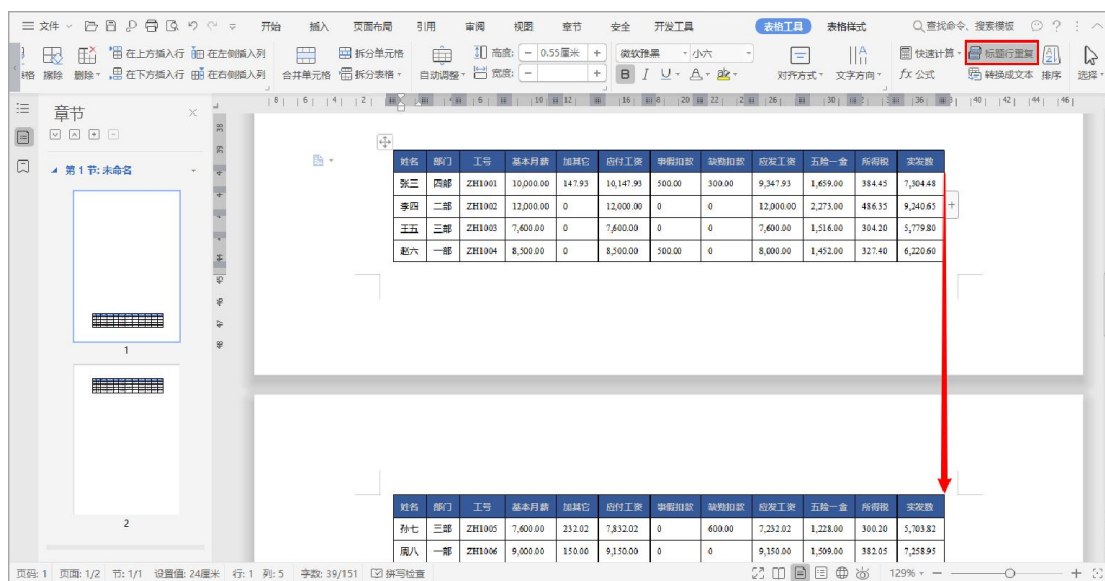 文件 开始 插入 页面布局 引用 审阅 视图 章节 安全 开发工具 表格工具 表格样式 查找命令、搜索模板
擦除 删除 在上方插入行 在左侧插入列 合并单元格 拆分单元格 自动调整 高度: 0.55厘米 微软雅黑 小六 对齐方式 文字方向 快速计算 标题行重复 排序 选择
在下方插入行 在右侧插入列 拆分表格 宽度: B I U A fx 公式 转换成文本
章节
第 1 节: 未命名
1
2
姓名 部门 工号 基本月薪 加其它 应付工资 事假扣款 缺勤扣款 应发工资 五险一金 所得税 实发数
张三 四部 ZH1001 10,000.00 147.93 10,147.93 500.00 300.00 9,347.93 1,659.00 384.45 7,304.48
李四 二部 ZH1002 12,000.00 0 12,000.00 0 0 12,000.00 2,273.00 486.35 9,240.65
王五 三部 ZH1003 7,600.00 0 7,600.00 0 0 7,600.00 1,516.00 304.20 5,779.80
赵六 一部 ZH1004 8,500.00 0 8,500.00 500.00 0 8,000.00 1,452.00 327.40 6,220.60
姓名 部门 工号 基本月薪 加其它 应付工资 事假扣款 缺勤扣款 应发工资 五险一金 所得税 实发数
孙七 三部 ZH1005 7,600.00 232.02 7,832.02 0 600.00 7,232.02 1,228.00 300.20 5,703.82
周八 一部 ZH1006 9,000.00 150.00 9,150.00 0 0 9,150.00 1,509.00 382.05 7,258.95
页码: 1 页面: 1/2 节: 1/1 设置值: 24厘米 行: 1 列: 5 字数: 39/151 拼写检查 129%